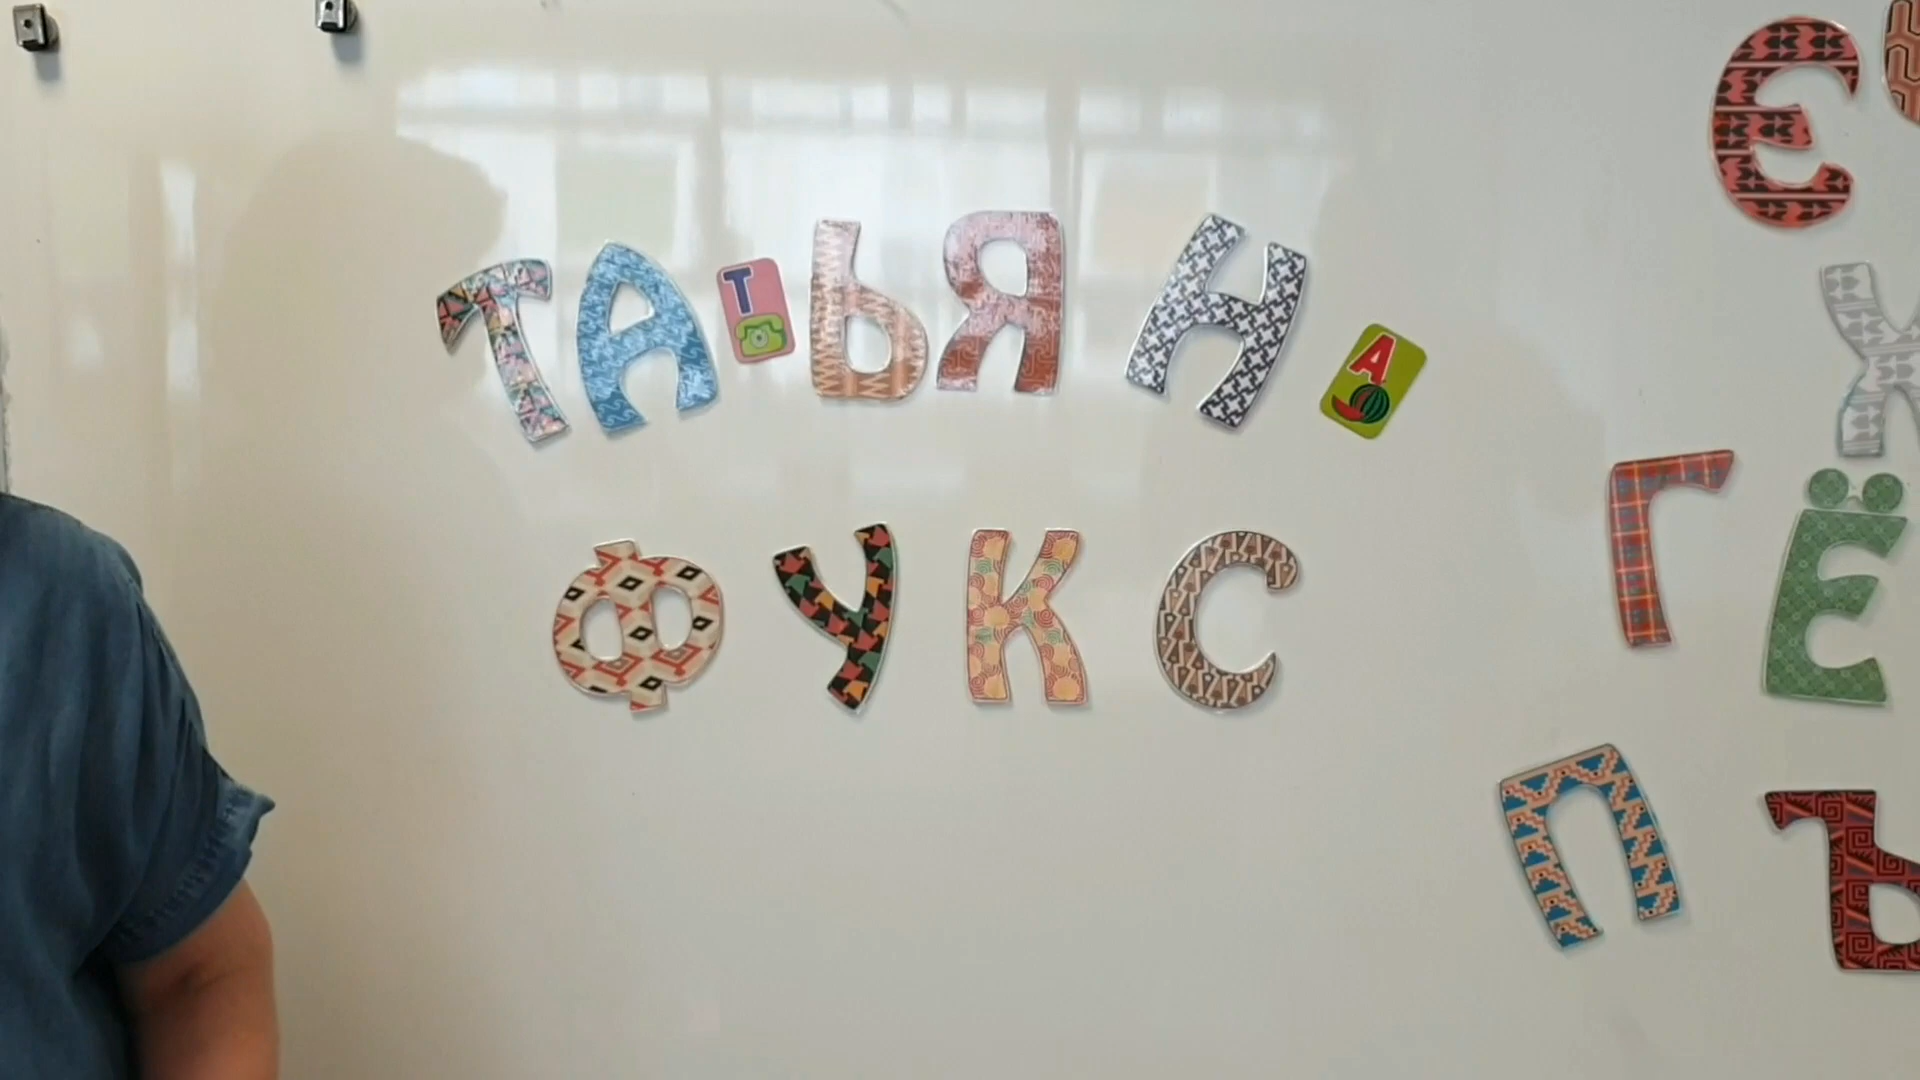 ТАТЬЯНА
ФУКС
Е
Х
Г Ё
П Ъ